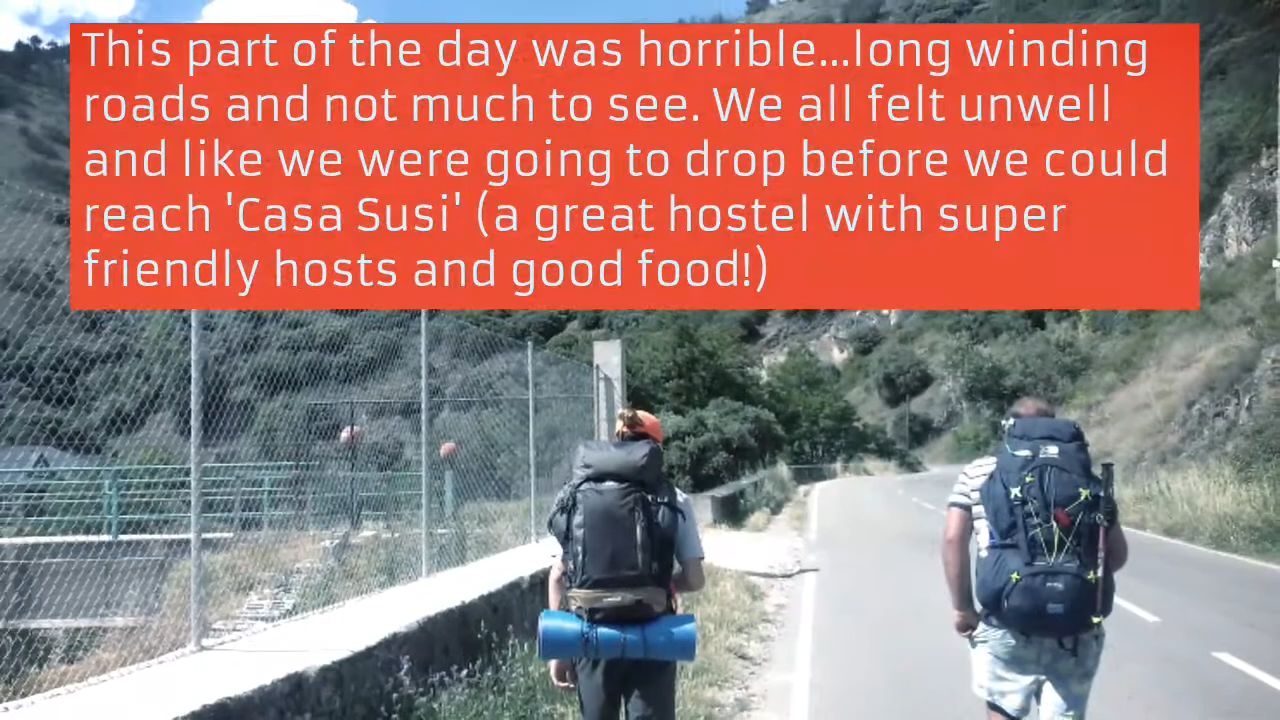 This part of the day was horrible...long winding
roads and not much to see. We all felt unwell
and like we were going to drop before we could
reach 'Casa Susi' (a great hostel with super
friendly hosts and good food!)